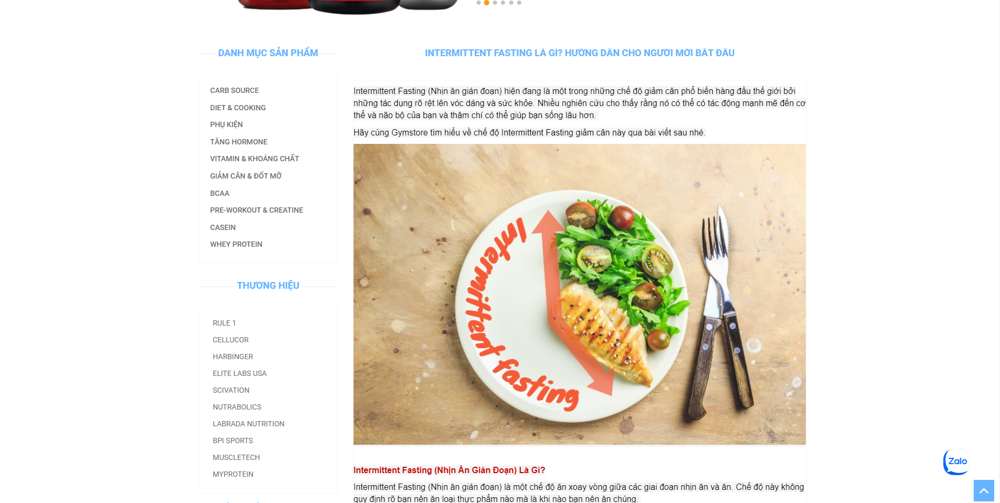 DANH MỤC SẢN PHẨM
CARB SOURCE
DIET & COOKING
PHỤ KIỆN
TĂNG HORMONE
VITAMIN & KHOÁNG CHẤT
GIẢM CÂN & ĐỐT MỠ
BCAA
PRE-WORKOUT & CREATINE
CASEIN
WHEY PROTEIN
THƯƠNG HIỆU
RULE 1
CELLUCOR
HARBINGER
ELITE LABS USA
SCIVATION
NUTRABOLICS
LABRADA NUTRITION
BPI SPORTS
MUSCLETECH
MYPROTEIN
INTERMITTENT FASTING LÀ GÌ? HƯỚNG DẪN CHO NGƯỜI MỚI BẮT ĐẦU
Intermittent Fasting (Nhịn ăn gián đoạn) hiện đang là một trong những chế độ giảm cân phổ biến hàng đầu thế giới bởi
những tác dụng rõ rệt lên vóc dáng và sức khỏe. Nhiều nghiên cứu cho thấy rằng nó có thể có tác động mạnh mẽ đến cơ
thể và não bộ của bạn và thậm chí có thể giúp bạn sống lâu hơn.
Hãy cùng Gymstore tìm hiểu về chế độ Intermittent Fasting giảm cân này qua bài viết sau nhé.
Intermittent fasting
Intermittent Fasting (Nhịn Ăn Gián Đoạn) Là Gì?
Intermittent Fasting (Nhịn ăn gián đoạn) là một chế độ ăn xoay vòng giữa các giai đoạn nhịn ăn và ăn. Chế độ này không
quy định rõ bạn nên ăn loại thực phẩm nào mà là khi nào bạn nên ăn chúng.
Zalo